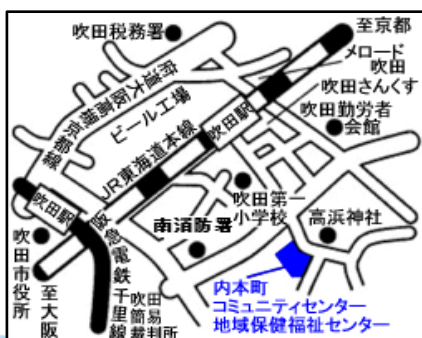 吹田税務署
至京都
メロード
吹田
吹田さんくす
吹田勤労者
会館
府道大阪高槻京都線
ビール工場
吹田駅
JR東海道本線
吹田第一
小学校
高浜神社
南消防署
吹田駅
阪急電鉄千里線
吹田市役所
至大阪
吹田簡易裁判所
内本町
コミュニティセンター
地域保健福祉センター